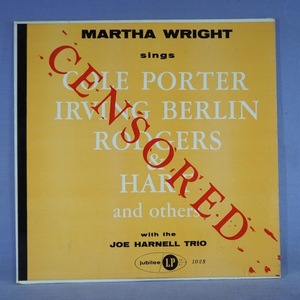 MARTHA WRIGHT
sings
COLE PORTER
IRVING BERLIN
RODGERS
&
HART
and others
CENSORED
with the
JOE HARNELL TRIO
jubilee LP 1028